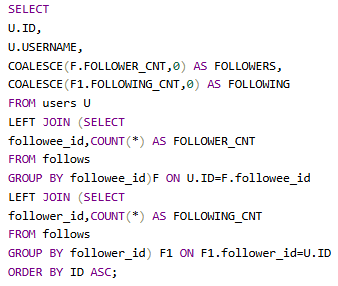 SELECT
U.ID,
U.USERNAME,
COALESCE(F.FOLLOWER_CNT,0) AS FOLLOWERS,
COALESCE(F1.FOLLOWING_CNT,0) AS FOLLOWING
FROM users U
LEFT JOIN (SELECT
followee_id,COUNT(*) AS FOLLOWER_CNT
FROM follows
GROUP BY followee_id)F ON U.ID=F.followee_id
LEFT JOIN (SELECT
follower_id,COUNT(*) AS FOLLOWING_CNT
FROM follows
GROUP BY follower_id) F1 ON F1.follower_id=U.ID
ORDER BY ID ASC;